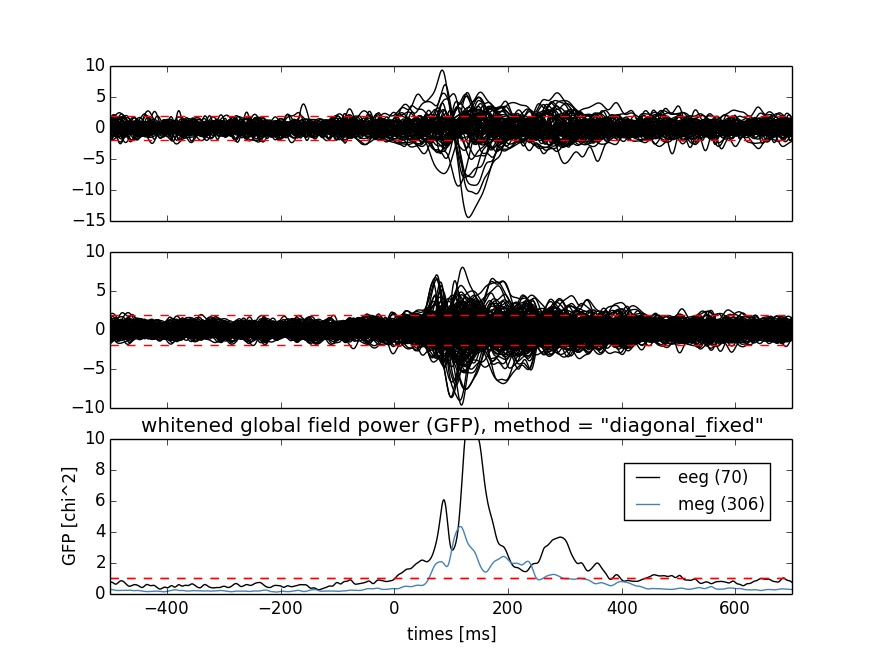 10
5
0
−5
−10
−15
10
5
0
−5
−10
whitened global field power (GFP), method = "diagonal_fixed"
10
8
6
4
2
0
GFP [chi^2]
eeg (70)
meg (306)
−400 −200 0 200 400 600
times [ms]